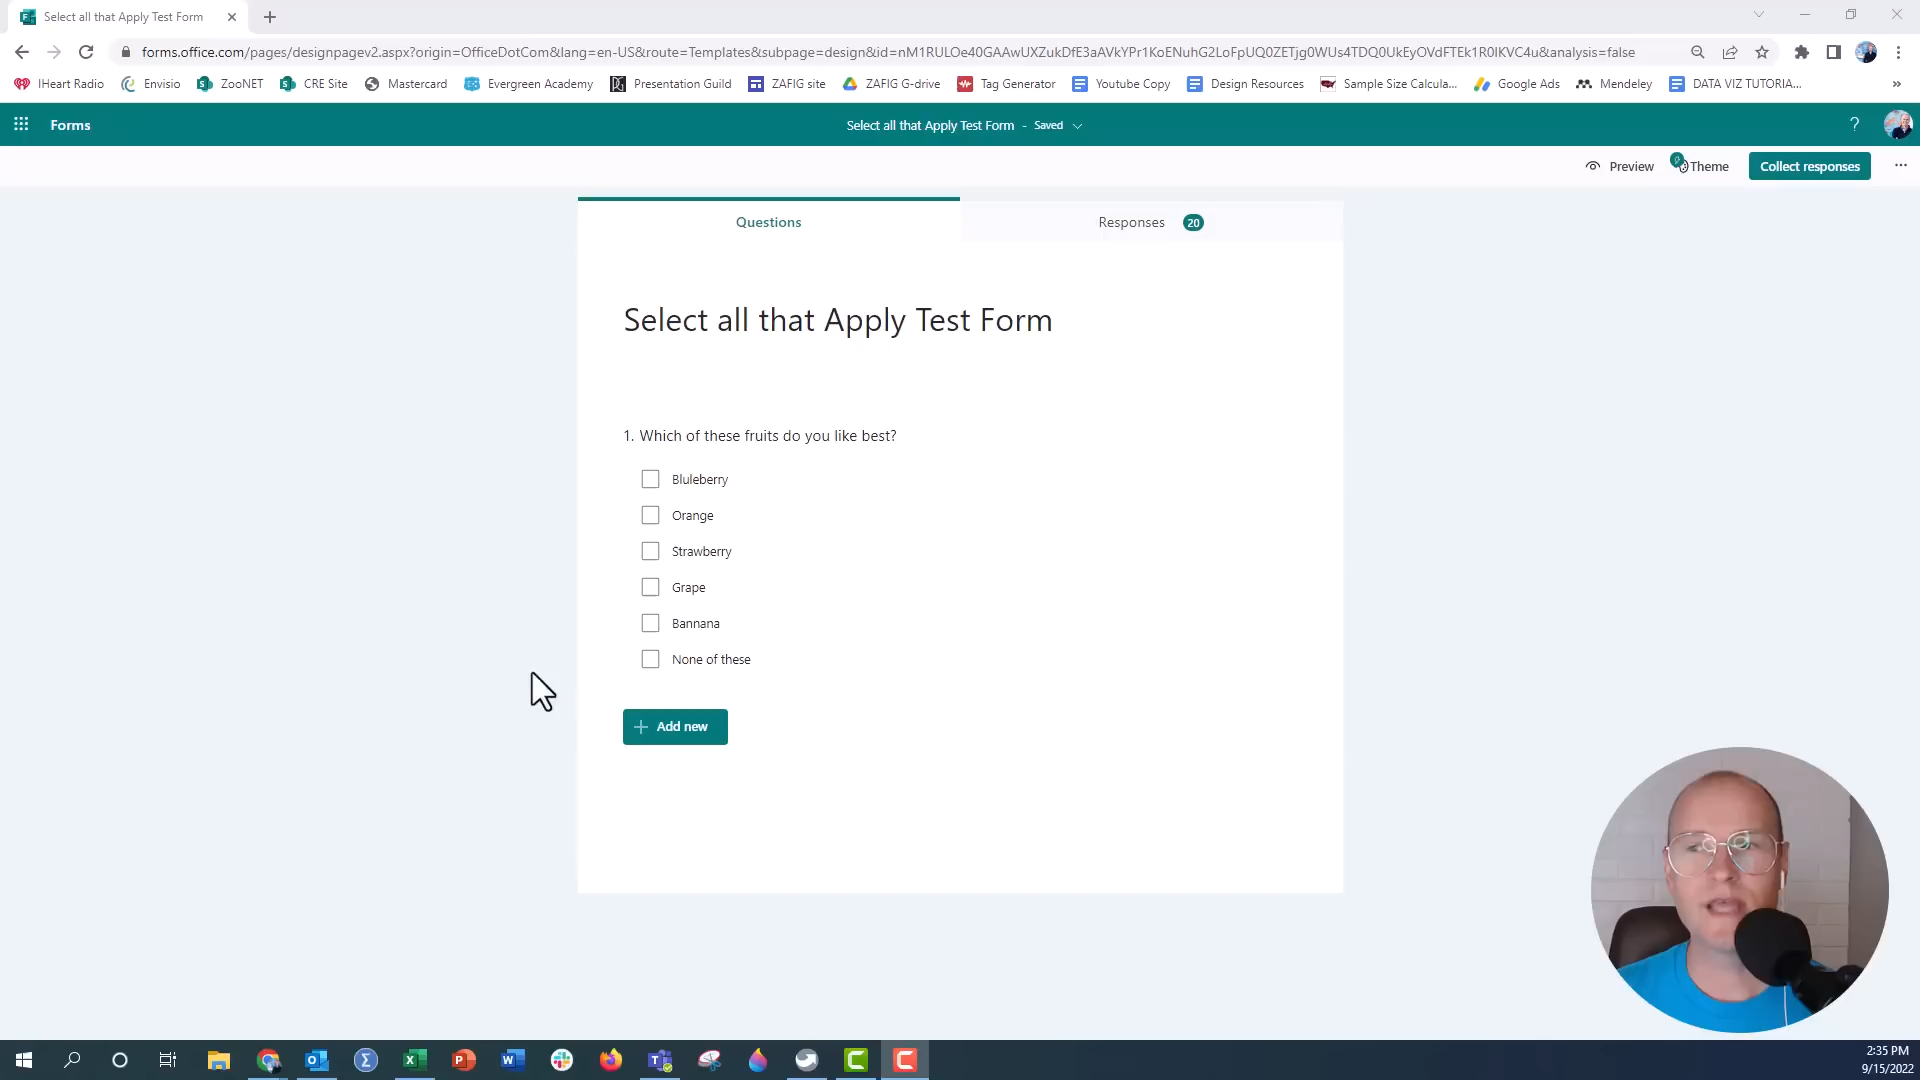 Select all that Apply Test Form
forms.office.com/pages/designpagev2.aspx?origin=OfficeDotCom&lang=en-US&route=Templates&subpage=design&id=nM1RULOe40GAAwUXZukDfE3aAVkYPr1KoENuhG2LoFpUQ0ZETjg0WUs4TDQ0UkEyOVdFTEk1R0lKVC4u&analysis=false
IHeart Radio Envisio ZooNET CRE Site Mastercard Evergreen Academy Presentation Guild ZAFIG site ZAFIG G-drive Tag Generator Youtube Copy Design Resources Sample Size Calcula... Google Ads Mendeley DATA VIZ TUTORIA...
Forms Select all that Apply Test Form - Saved ?
Preview Theme Collect responses
Questions Responses 20
Select all that Apply Test Form
1. Which of these fruits do you like best?
Bluleberry
Orange
Strawberry
Grape
Bannana
None of these
Add new
2:35 PM
9/15/2022